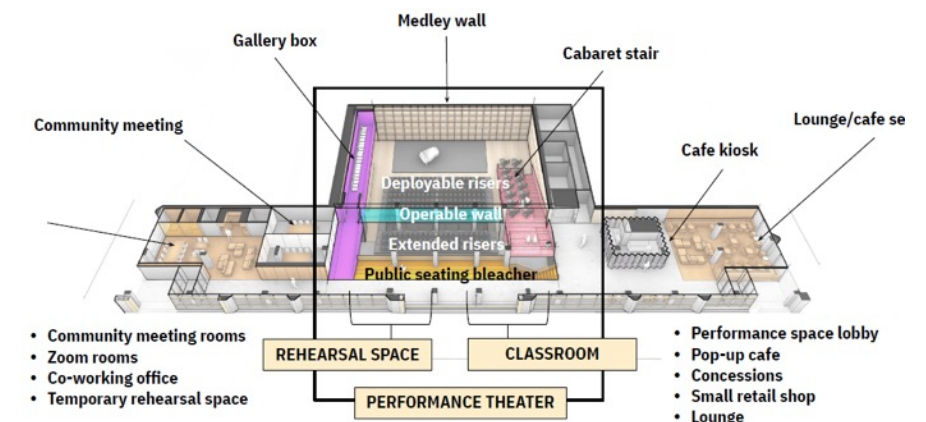 Medley wall
Gallery box
Cabaret stair
Community meeting
Lounge/cafe se
Cafe kiosk
Deployable risers
Operable wall
Extended risers
Public seating bleacher
• Community meeting rooms
• Zoom rooms
• Co-working office
• Temporary rehearsal space
REHEARSAL SPACE
CLASSROOM
PERFORMANCE THEATER
• Performance space lobby
• Pop-up cafe
• Concessions
• Small retail shop
• Lounge